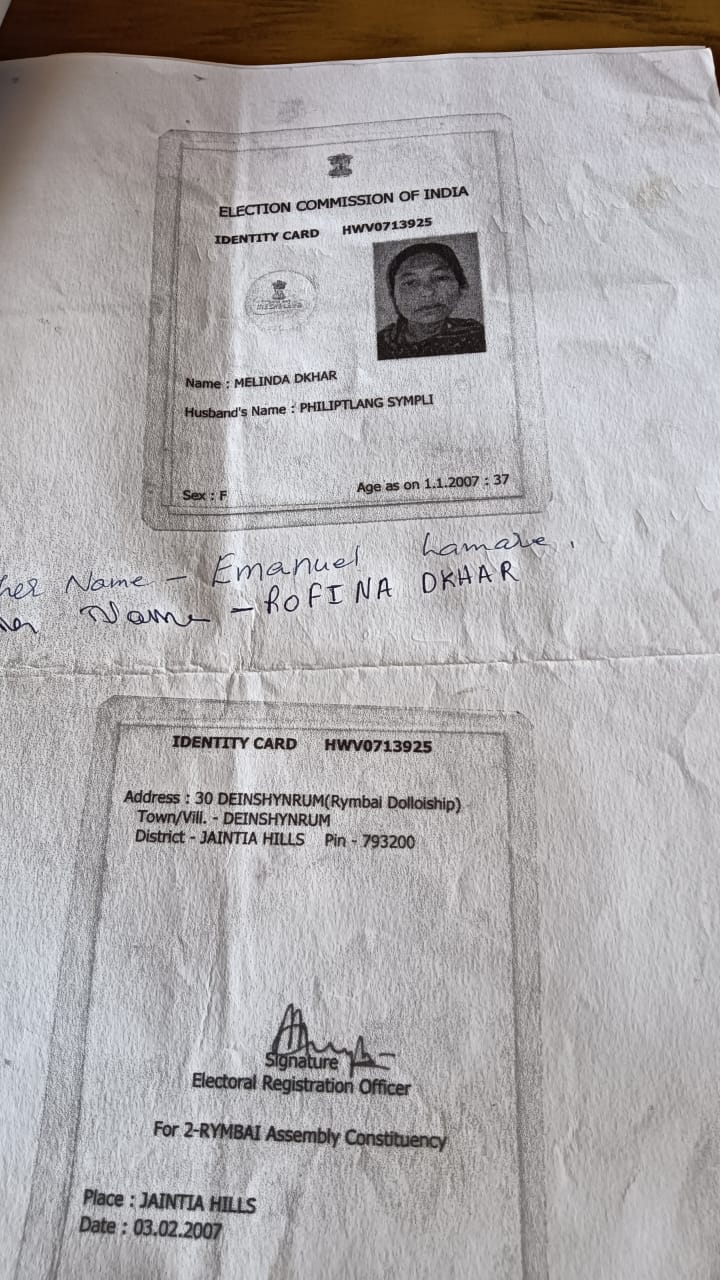 ELECTION COMMISSION OF INDIA
IDENTITY CARD HWV0713925
Name : MELINDA DKHAR
Husband's Name : PHILIPTLANG SYMPLI
Sex : F Age as on 1.1.2007 : 37
her Name - Emanuel Lamare.
Name - ROFINA DKHAR
IDENTITY CARD HWV0713925
Address : 30 DEINSHYNRUM(Rymbai Dolloiship)
Town/Vill. - DEINSHYNRUM
District - JAINTIA HILLS Pin - 793200
Signature
Electoral Registration Officer
For 2-RYMBAI Assembly Constituency
Place : JAINTIA HILLS
Date : 03.02.2007